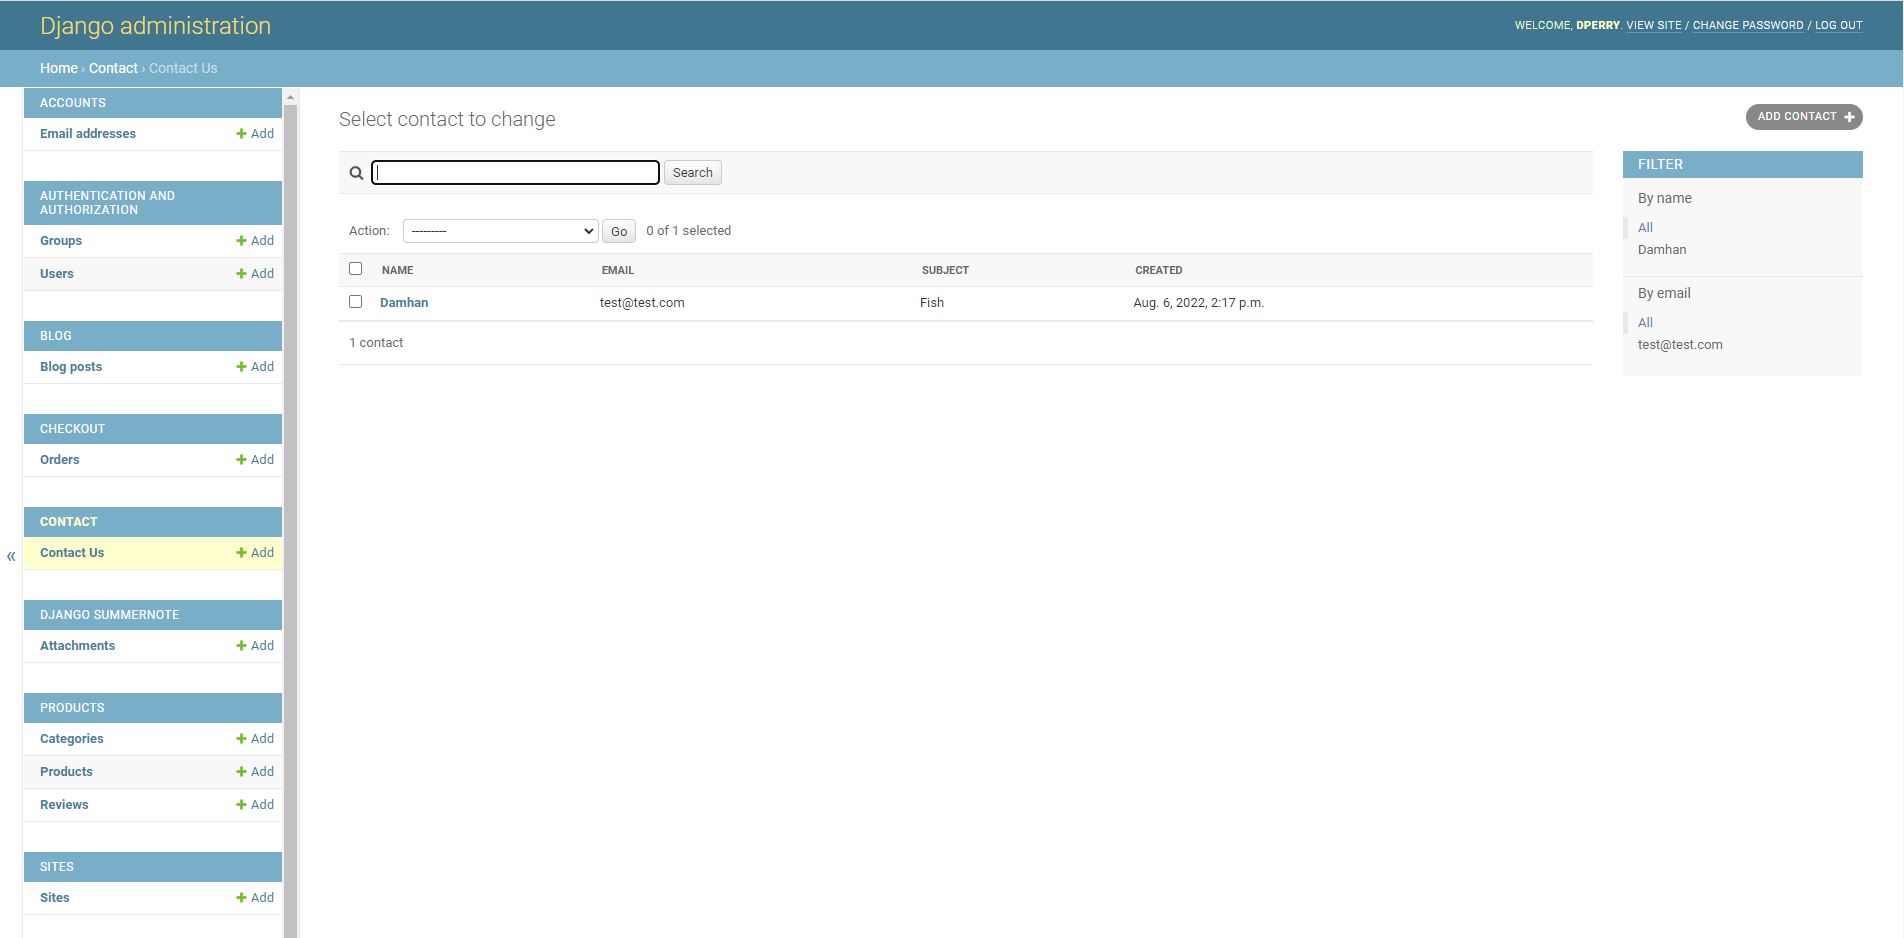 Django administration
WELCOME, DPERRY. VIEW SITE / CHANGE PASSWORD / LOG OUT
Home › Contact › Contact Us
ACCOUNTS
Email addresses
Add
AUTHENTICATION AND
AUTHORIZATION
Groups
Add
Users
Add
BLOG
Blog posts
Add
CHECKOUT
Orders
Add
CONTACT
Contact Us
Add
«
DJANGO SUMMERNOTE
Attachments
Add
PRODUCTS
Categories
Add
Products
Add
Reviews
Add
SITES
Sites
Add
Select contact to change
ADD CONTACT +
Search
Action: --------- Go 0 of 1 selected
NAME EMAIL SUBJECT CREATED
Damhan test@test.com Fish Aug. 6, 2022, 2:17 p.m.
1 contact
FILTER
By name
All
Damhan
By email
All
test@test.com